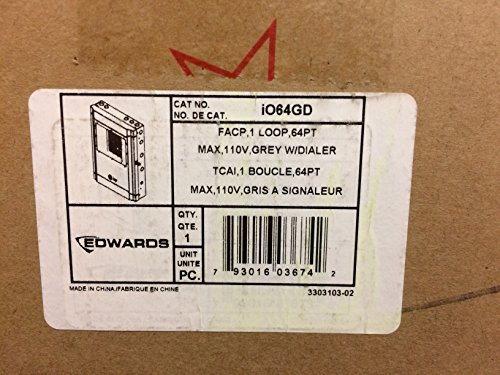 CAT NO.
NO. DE CAT.
iO64GD
FACP,1 LOOP,64PT
MAX,110V,GREY W/DIALER
TCAI,1 BOUCLE,64PT
MAX,110V,GRIS A SIGNALEUR
EDWARDS
QTY.
QTE.
1
UNIT
UNITE
PC.
7 93016 03674 2
MADE IN CHINA/FABRIQUE EN CHINE
3303103-02